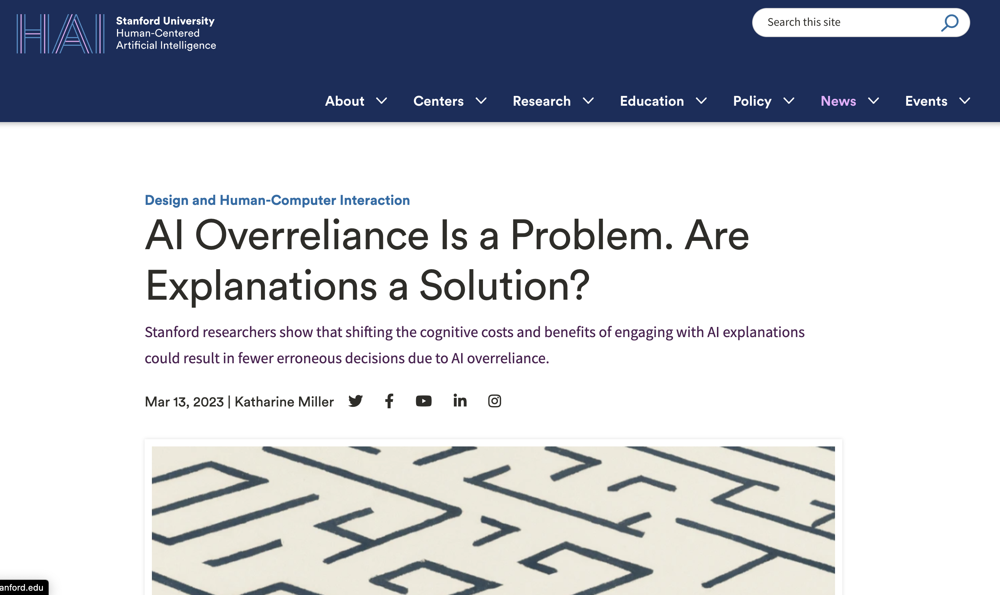 HAI
Stanford University
Human-Centered
Artificial Intelligence
Search this site
About
Centers
Research
Education
Policy
News
Events
Design and Human-Computer Interaction
AI Overreliance Is a Problem. Are
Explanations a Solution?
Stanford researchers show that shifting the cognitive costs and benefits of engaging with AI explanations
could result in fewer erroneous decisions due to AI overreliance.
Mar 13, 2023 | Katharine Miller
anford.edu